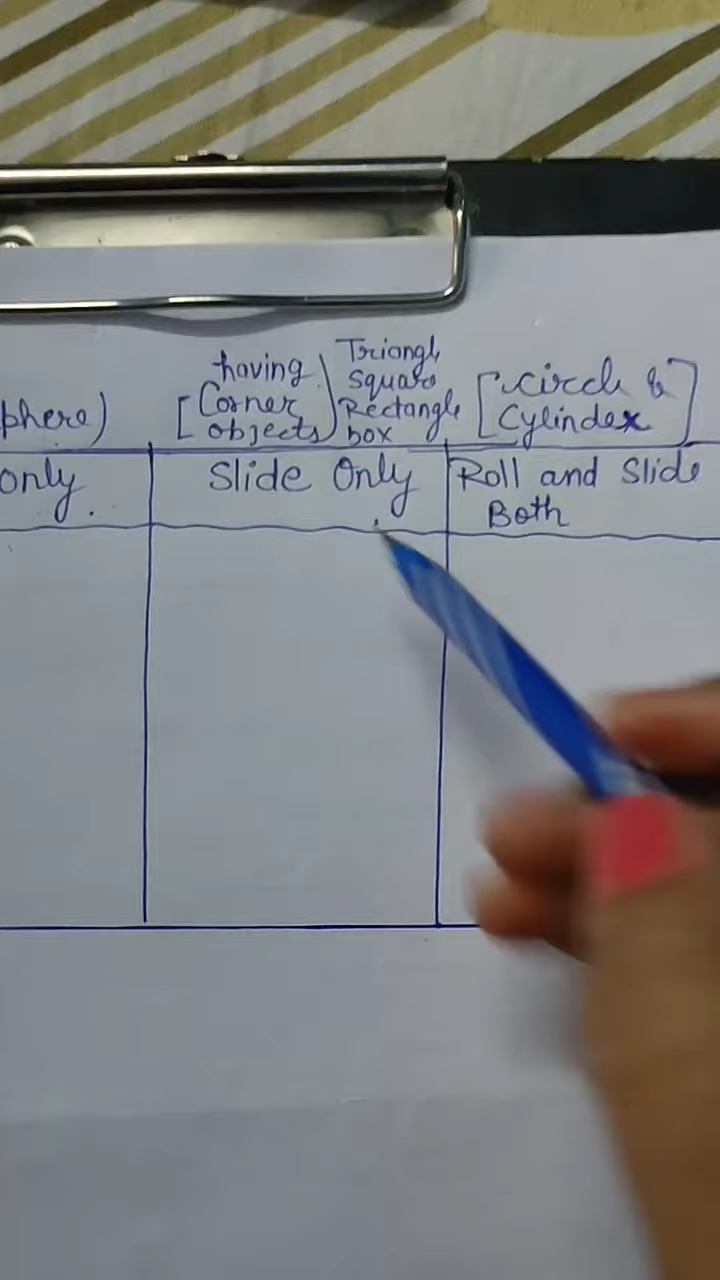 phere)
[having Corner objects)
Triangle
Square
Rectangle
box
[circle &
Cylinder]
only.
Slide Only
Roll and Slide
Both